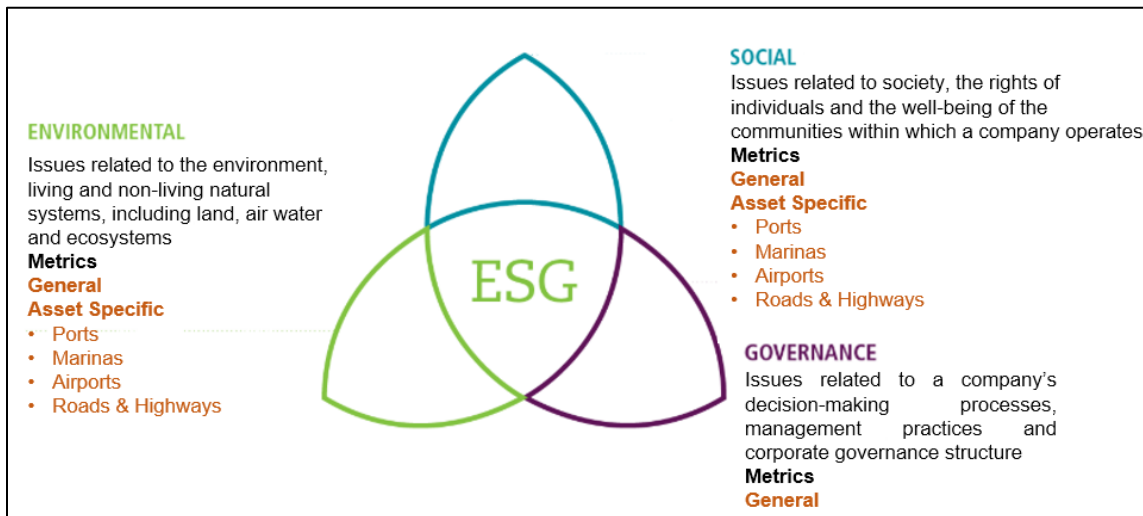 ENVIRONMENTAL
Issues related to the environment,
living and non-living natural
systems, including land, air water
and ecosystems
Metrics
General
Asset Specific
• Ports
• Marinas
• Airports
• Roads & Highways
ESG
SOCIAL
Issues related to society, the rights of
individuals and the well-being of the
communities within which a company operates
Metrics
General
Asset Specific
• Ports
• Marinas
• Airports
• Roads & Highways
GOVERNANCE
Issues related to a company’s
decision-making processes,
management practices and
corporate governance structure
Metrics
General